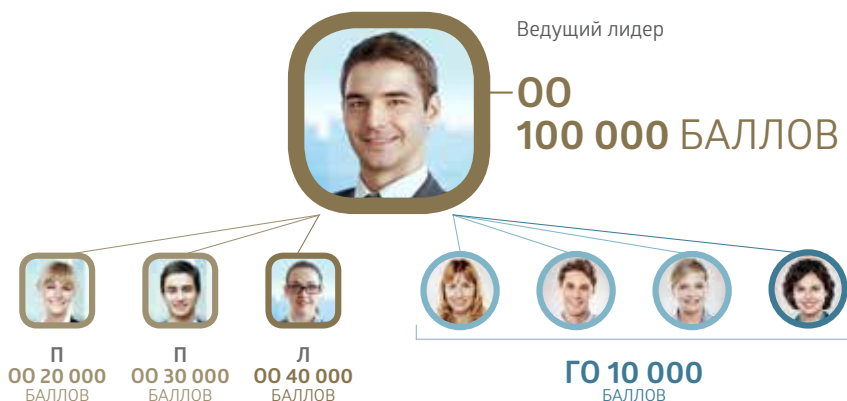 Ведущий лидер
ОО
100 000 БАЛЛОВ
П
ОО 20 000
БАЛЛОВ
П
ОО 30 000
БАЛЛОВ
Л
ОО 40 000
БАЛЛОВ
ГО 10 000
БАЛЛОВ